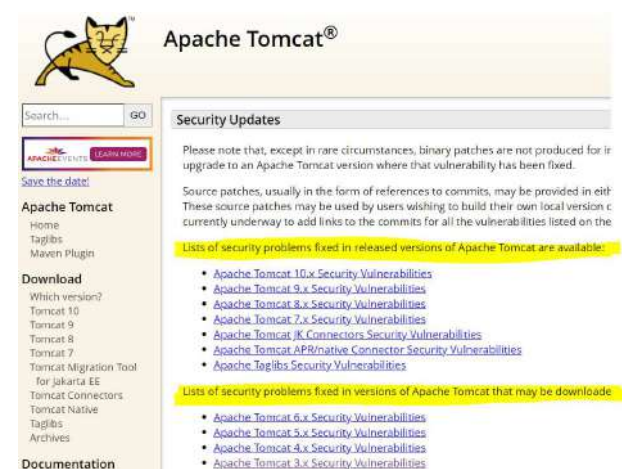 Apache Tomcat®
TM
Search...
GO
APACHE EVENTS
LEARN MORE
Save the date!
Apache Tomcat
Home
Taglibs
Maven Plugin
Download
Which version?
Tomcat 10
Tomcat 9
Tomcat 8
Tomcat 7
Tomcat Migration Tool
for Jakarta EE
Tomcat Connectors
Tomcat Native
Taglibs
Archives
Documentation
Security Updates
Please note that, except in rare circumstances, binary patches are not produced for ir
upgrade to an Apache Tomcat version where that vulnerability has been fixed.
Source patches, usually in the form of references to commits, may be provided in eith
These source patches may be used by users wishing to build their own local version c
currently underway to add links to the commits for all the vulnerabilities listed on the
Lists of security problems fixed in released versions of Apache Tomcat are available:
• Apache Tomcat 10.x Security Vulnerabilities
• Apache Tomcat 9.x Security Vulnerabilities
• Apache Tomcat 8.x Security Vulnerabilities
• Apache Tomcat 7.x Security Vulnerabilities
• Apache Tomcat JK Connectors Security Vulnerabilities
• Apache Tomcat APR/native Connector Security Vulnerabilities
• Apache Taglibs Security Vulnerabilities
Lists of security problems fixed in versions of Apache Tomcat that may be downloade
• Apache Tomcat 6.x Security Vulnerabilities
• Apache Tomcat 5.x Security Vulnerabilities
• Apache Tomcat 4.x Security Vulnerabilities
• Apache Tomcat 3.x Security Vulnerabilities